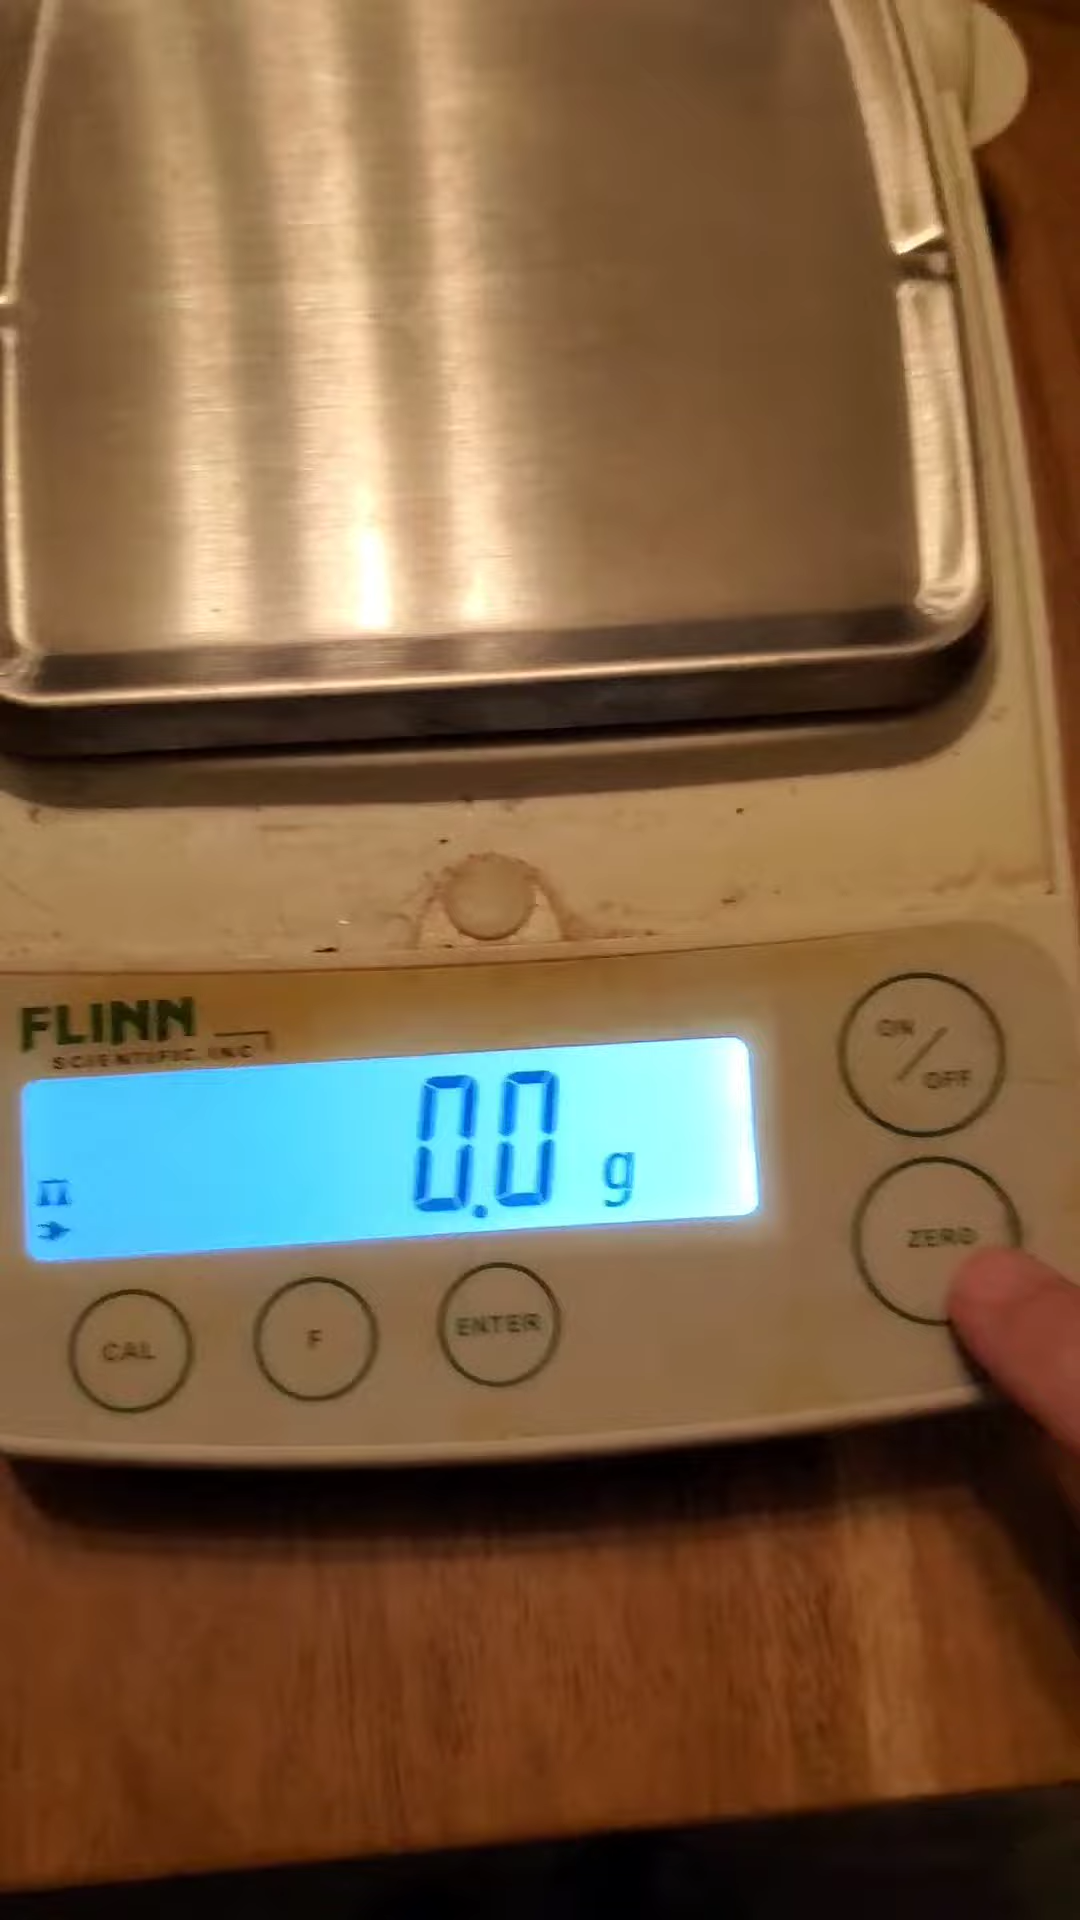 FLINN
SCIENTIFIC, INC
ON / OFF
0.0 g
ZERO
CAL
F
ENTER